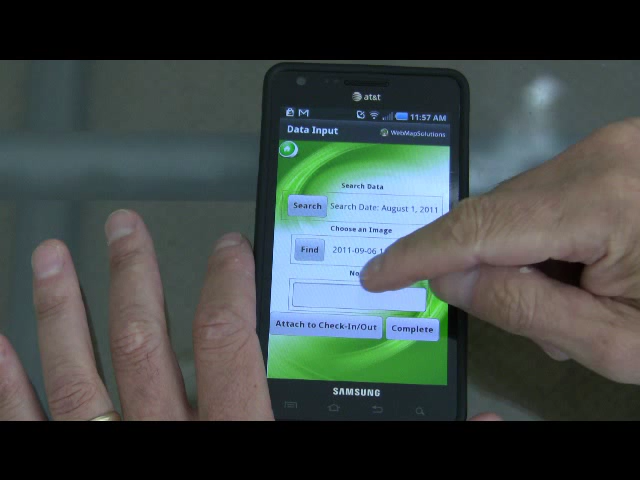 at&t
11:57 AM
Data Input
WebMapSolutions
Search Data
Search
Search Date: August 1, 2011
Choose an Image
Find
2011-09-06
Attach to Check-In/Out
Complete
SAMSUNG